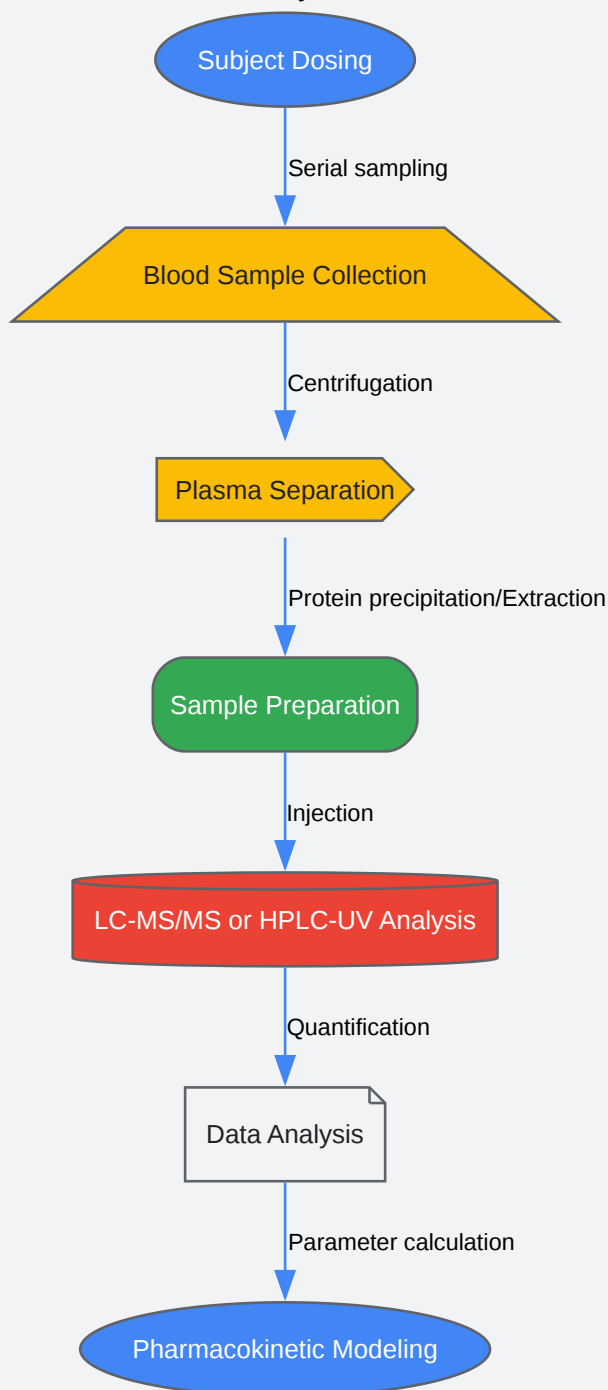 Subject Dosing
Serial sampling
Blood Sample Collection
Centrifugation
Plasma Separation
Protein precipitation/Extraction
Sample Preparation
Injection
LC-MS/MS or HPLC-UV Analysis
Quantification
Data Analysis
Parameter calculation
Pharmacokinetic Modeling